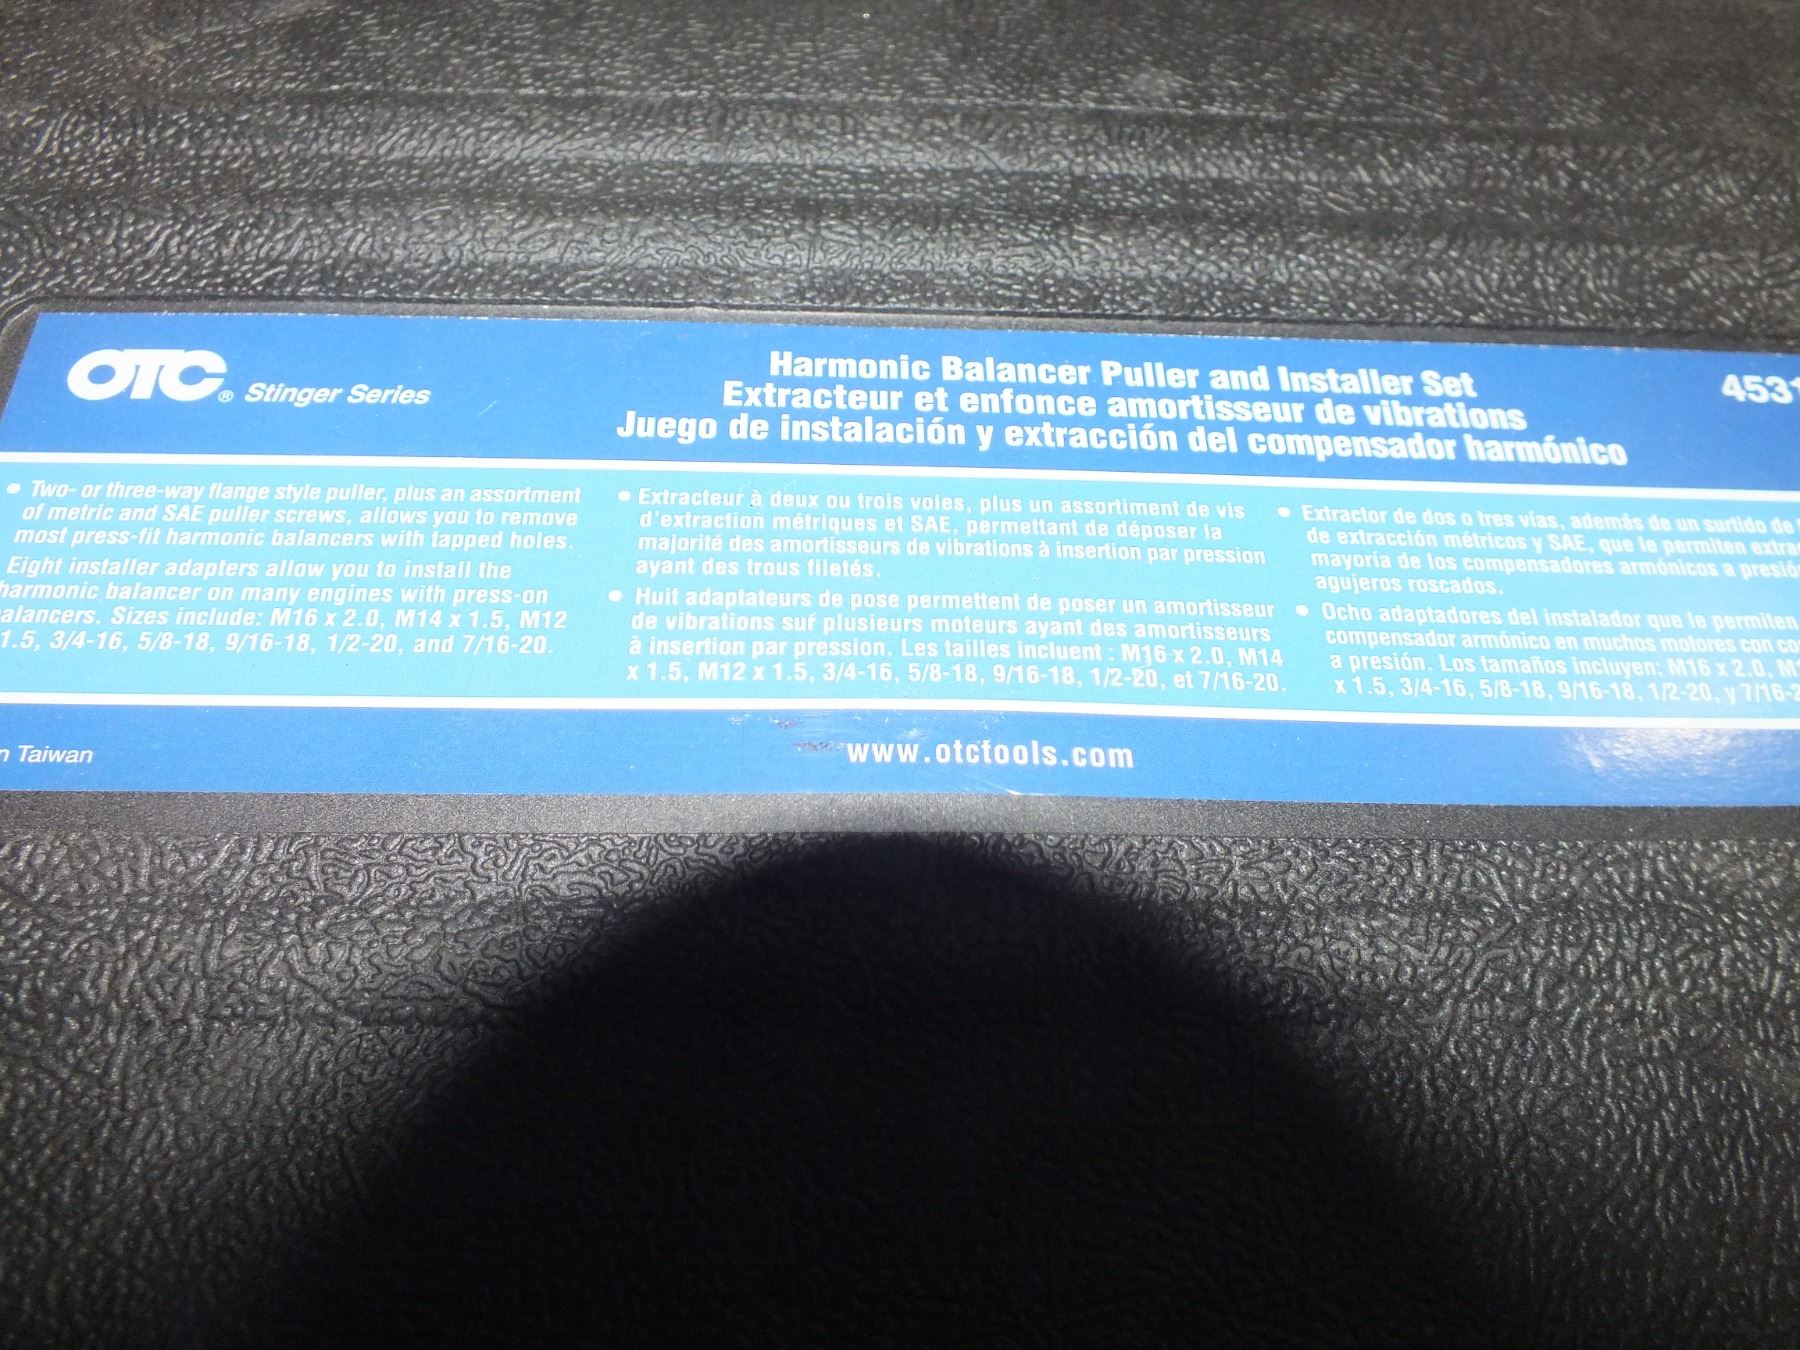 OTC® Stinger Series
Harmonic Balancer Puller and Installer Set
Extracteur et enfonce amortisseur de vibrations
Juego de instalación y extracción del compensador harmónico
4531
• Two- or three-way flange style puller, plus an assortment
of metric and SAE puller screws, allows you to remove
most press-fit harmonic balancers with tapped holes.
Eight installer adapters allow you to install the
harmonic balancer on many engines with press-on
alancers. Sizes include: M16 x 2.0, M14 x 1.5, M12
1.5, 3/4-16, 5/8-18, 9/16-18, 1/2-20, and 7/16-20.
• Extracteur à deux ou trois voies, plus un assortiment de vis
d'extraction métriques et SAE, permettant de déposer la
majorité des amortisseurs de vibrations à insertion par pression
ayant des trous filetés.
• Huit adaptateurs de pose permettent de poser un amortisseur
de vibrations suf plusieurs moteurs ayant des amortisseurs
à insertion par pression. Les tailles incluent : M16 x 2.0, M14
x 1.5, M12 x 1.5, 3/4-16, 5/8-18, 9/16-18, 1/2-20, et 7/16-20.
• Extractor de dos o tres vías, además de un surtido de
de extracción métricos y SAE, que le permiten extra
mayoría de los compensadores armónicos a presió
agujeros roscados.
• Ocho adaptadores del instalador que le permiten
compensador armónico en muchos motores con co
a presión. Los tamaños incluyen: M16 x 2.0, M1
x 1.5, 3/4-16, 5/8-18, 9/16-18, 1/2-20, y 7/16-2
n Taiwan
www.otctools.com